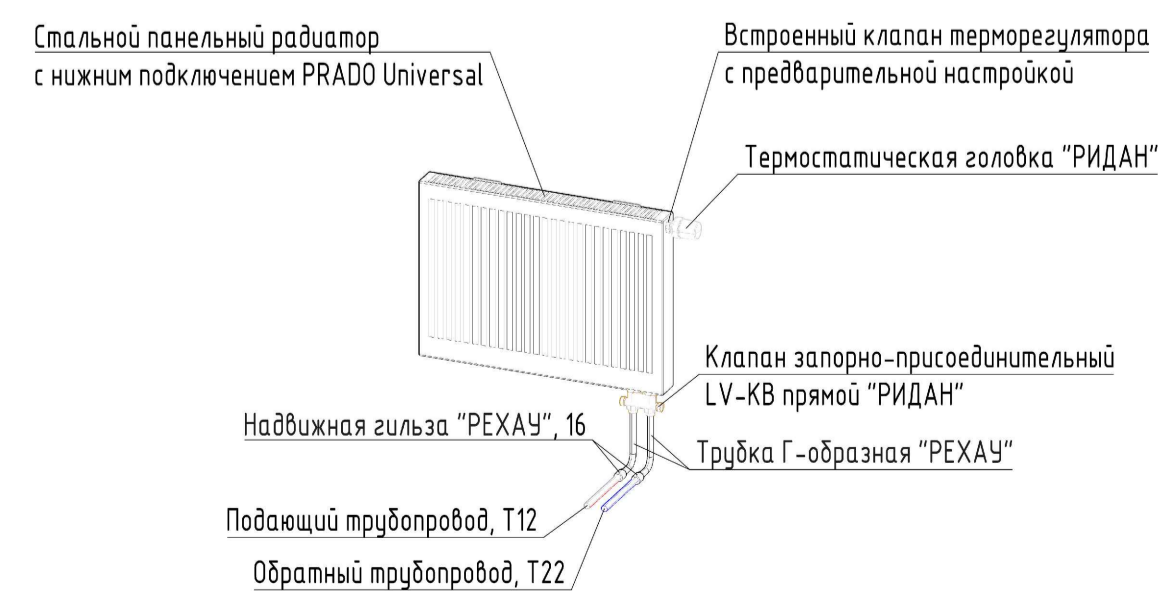 Стальной панельный радиатор
с нижним подключением PRADO Universal
Встроенный клапан терморегулятора
с предварительной настройкой
Термостатическая головка "РИДАН"
Клапан запорно-присоединительный
LV-KB прямой "РИДАН"
Надвижная гильза "РЕХАУ", 16
Трубка Г-образная "РЕХАУ"
Подающий трубопровод, Т12
Обратный трубопровод, Т22